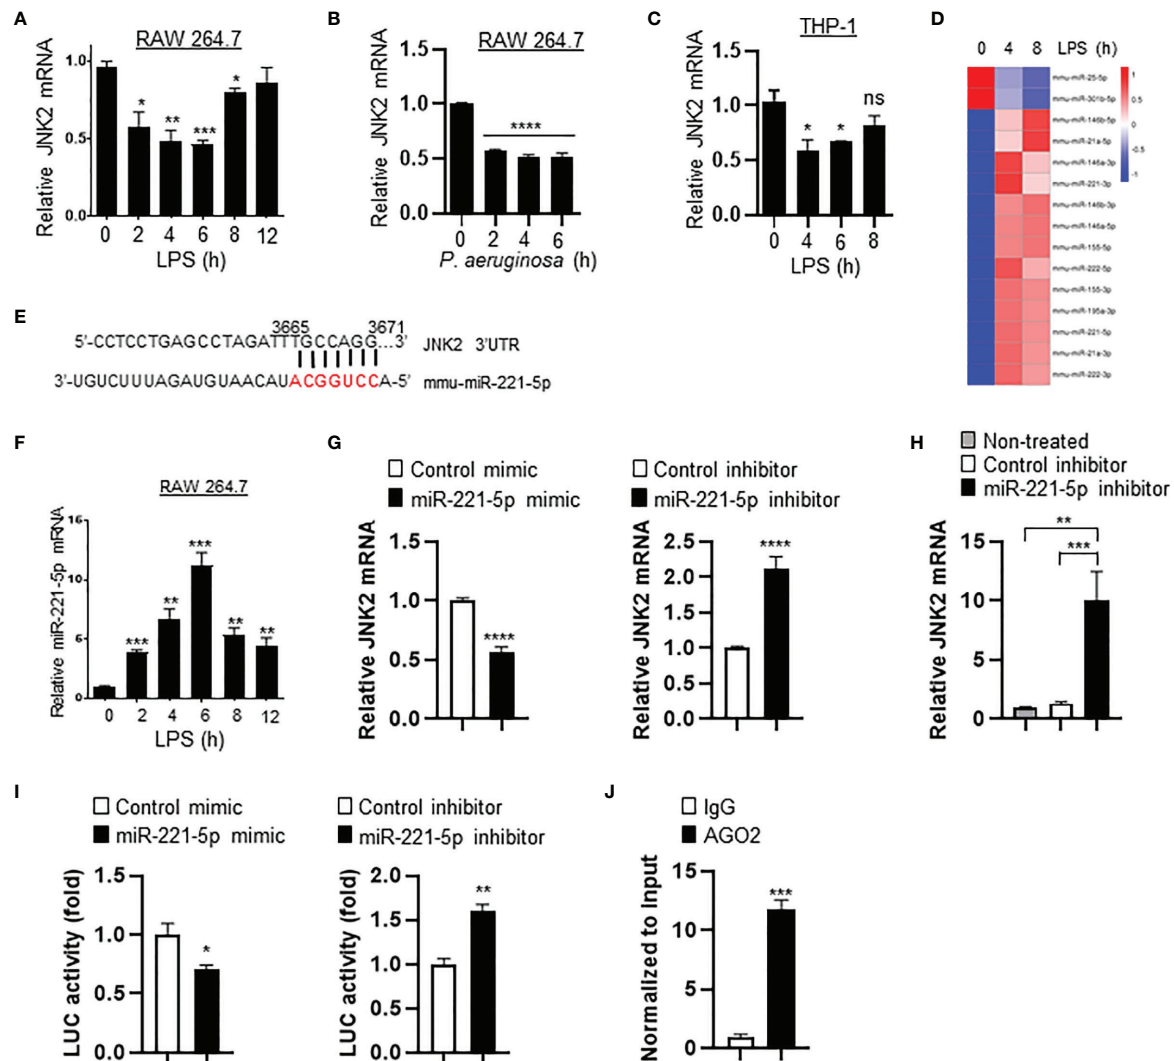 A
RAW 264.7
Relative JNK2 mRNA
1.0
0.5
0.0
*
**
***
*
0 2 4 6 8 12
LPS (h)
B
RAW 264.7
Relative JNK2 mRNA
1.5
1.0
0.5
0.0
****
0 2 4 6
P. aeruginosa (h)
C
THP-1
Relative JNK2 mRNA
1.5
1.0
0.5
0.0
*
*
ns
0 4 6 8
LPS (h)
D
0 4 8 LPS (h)
1
0.5
0
-0.5
-1
mmu-miR-25-5p
mmu-miR-301b-5p
mmu-miR-146b-5p
mmu-miR-21a-5p
mmu-miR-146a-3p
mmu-miR-221-3p
mmu-miR-146b-3p
mmu-miR-146a-5p
mmu-miR-155-5p
mmu-miR-222-5p
mmu-miR-155-3p
mmu-miR-195a-3p
mmu-miR-221-5p
mmu-miR-21a-3p
mmu-miR-222-3p
E
3665 3671
5'-CCTCCTGAGCCTAGATTTGCCAGG...3' JNK2 3'UTR
3'-UGUCUUUAGAUGUAACAUACGGUCCA-5' mmu-miR-221-5p
F
RAW 264.7
Relative miR-221-5p mRNA
16
10
5
0
***
**
***
**
**
0 2 4 6 8 12
LPS (h)
G
Control mimic
miR-221-5p mimic
Relative JNK2 mRNA
1.5
1.0
0.5
0.0
****
Control inhibitor
miR-221-5p inhibitor
Relative JNK2 mRNA
2.5
2.0
1.5
1.0
0.5
0.0
****
H
Non-treated
Control inhibitor
miR-221-5p inhibitor
Relative JNK2 mRNA
15
10
5
0
**
***
I
Control mimic
miR-221-5p mimic
LUC activity (fold)
1.5
1.0
0.5
0.0
*
Control inhibitor
miR-221-5p inhibitor
LUC activity (fold)
2.0
1.5
1.0
0.5
0.0
**
J
IgG
AGO2
Normalized to Input
15
10
5
0
***